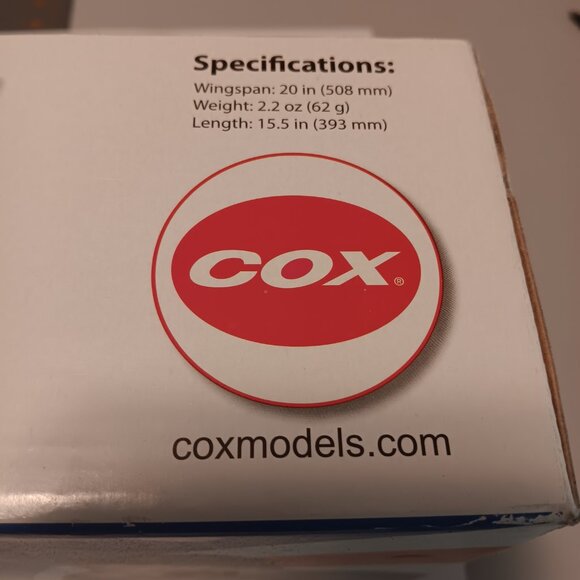 Specifications:
Wingspan: 20 in (508 mm)
Weight: 2.2 oz (62 g)
Length: 15.5 in (393 mm)
COX®
coxmodels.com